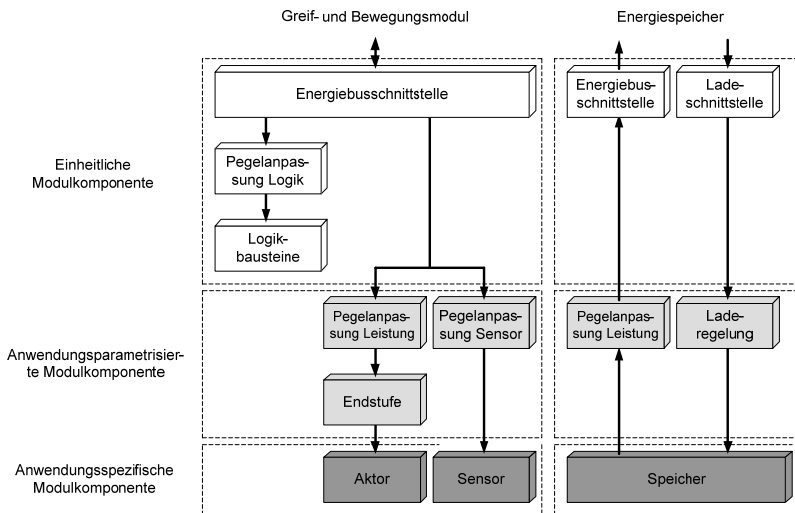 Greif- und Bewegungsmodul
Energiespeicher
Energiebusschnittstelle
Energiebus-
schnittstelle
Lade-
schnittstelle
Einheitliche
Modulkomponente
Pegelanpas-
sung Logik
Logik-
bausteine
Anwendungsparametrisier-
te Modulkomponente
Pegelanpas-
sung Leistung
Pegelanpas-
sung Sensor
Pegelanpas-
sung Leistung
Lade-
regelung
Endstufe
Anwendungsspezifische
Modulkomponente
Aktor
Sensor
Speicher